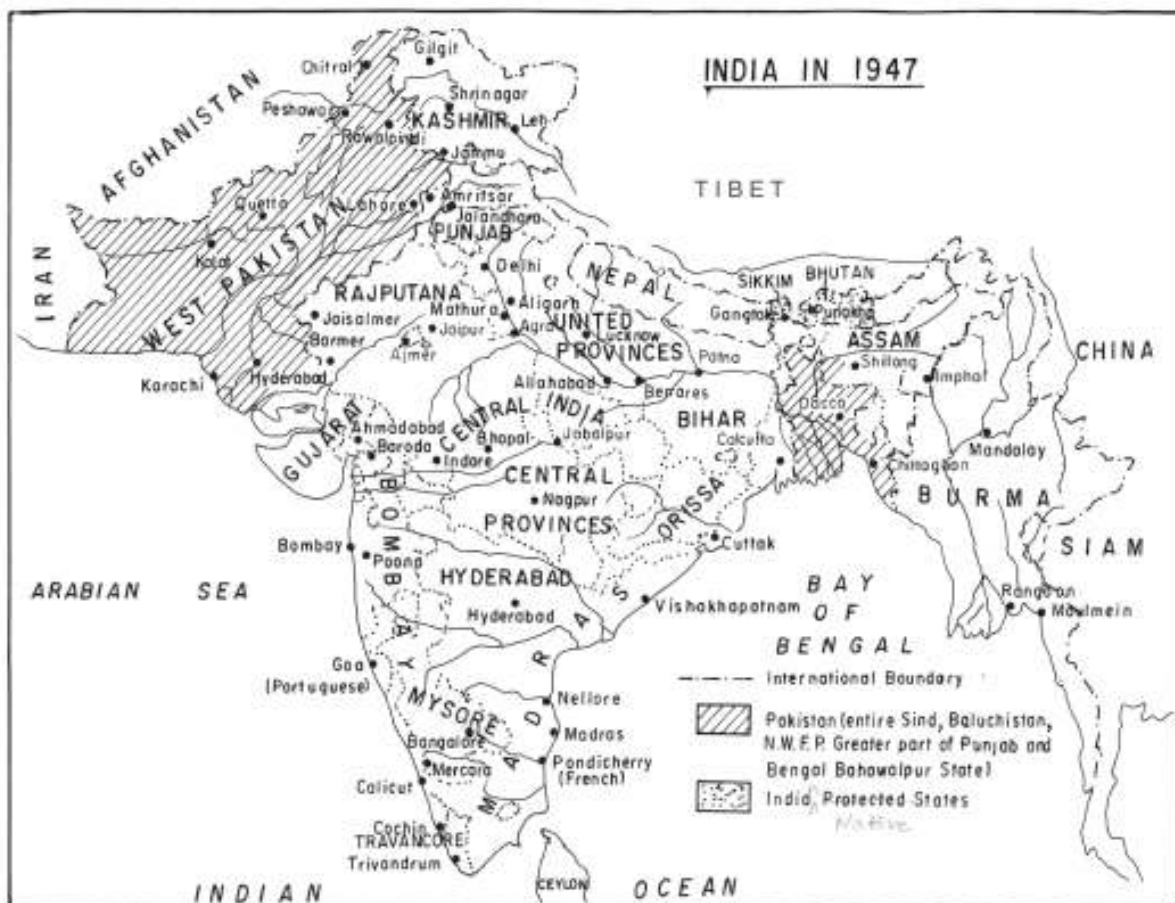 INDIA IN 1947
Gilgit
Chitral
Shrinagar
Peshawar
KASHMIR
Leh
Rawalpindi
Jammu
AFGHANISTAN
TIBET
Amritsar
Quetta
Lahore
Jalandhara
PUNJAB
Kalat
IRAN
WEST PAKISTAN
Delhi
NEPAL
SIKKIM
BHUTAN
RAJPUTANA
Aligarh
Mathura
Gangtok
Punakha
Jaisalmer
Jaipur
Agra
UNITED
Lucknow
ASSAM
Barmer
Ajmer
PROVINCES
Patna
Shillong
CHINA
Karachi
Hyderabad
Allahabad
Benares
Imphal
CENTRAL INDIA
BIHAR
Dacca
GUJARAT
Ahmadabad
Bhopal
Jabalpur
Calcutta
Mandalay
Baroda
Indore
Chittagaon
CENTRAL
BURMA
Nagpur
PROVINCES
ORISSA
BOMBAY
Bombay
Cuttak
SIAM
Poona
HYDERABAD
ARABIAN SEA
Hyderabad
Vishakhapatnam
BAY
OF
BENGAL
Rangoon
Moulmein
MADRAS
Goa
(Portuguese)
International Boundary
Nellore
MYSORE
Pakistan (entire Sind, Baluchistan,
N.W.F.P. Greater part of Punjab and
Bengal Bahawalpur State)
Bangalore
Madras
Mercara
Pondicherry
(French)
Calicut
India, Protected States
Native
Cochin
TRAVANCORE
Trivandrum
CEYLON
INDIAN OCEAN